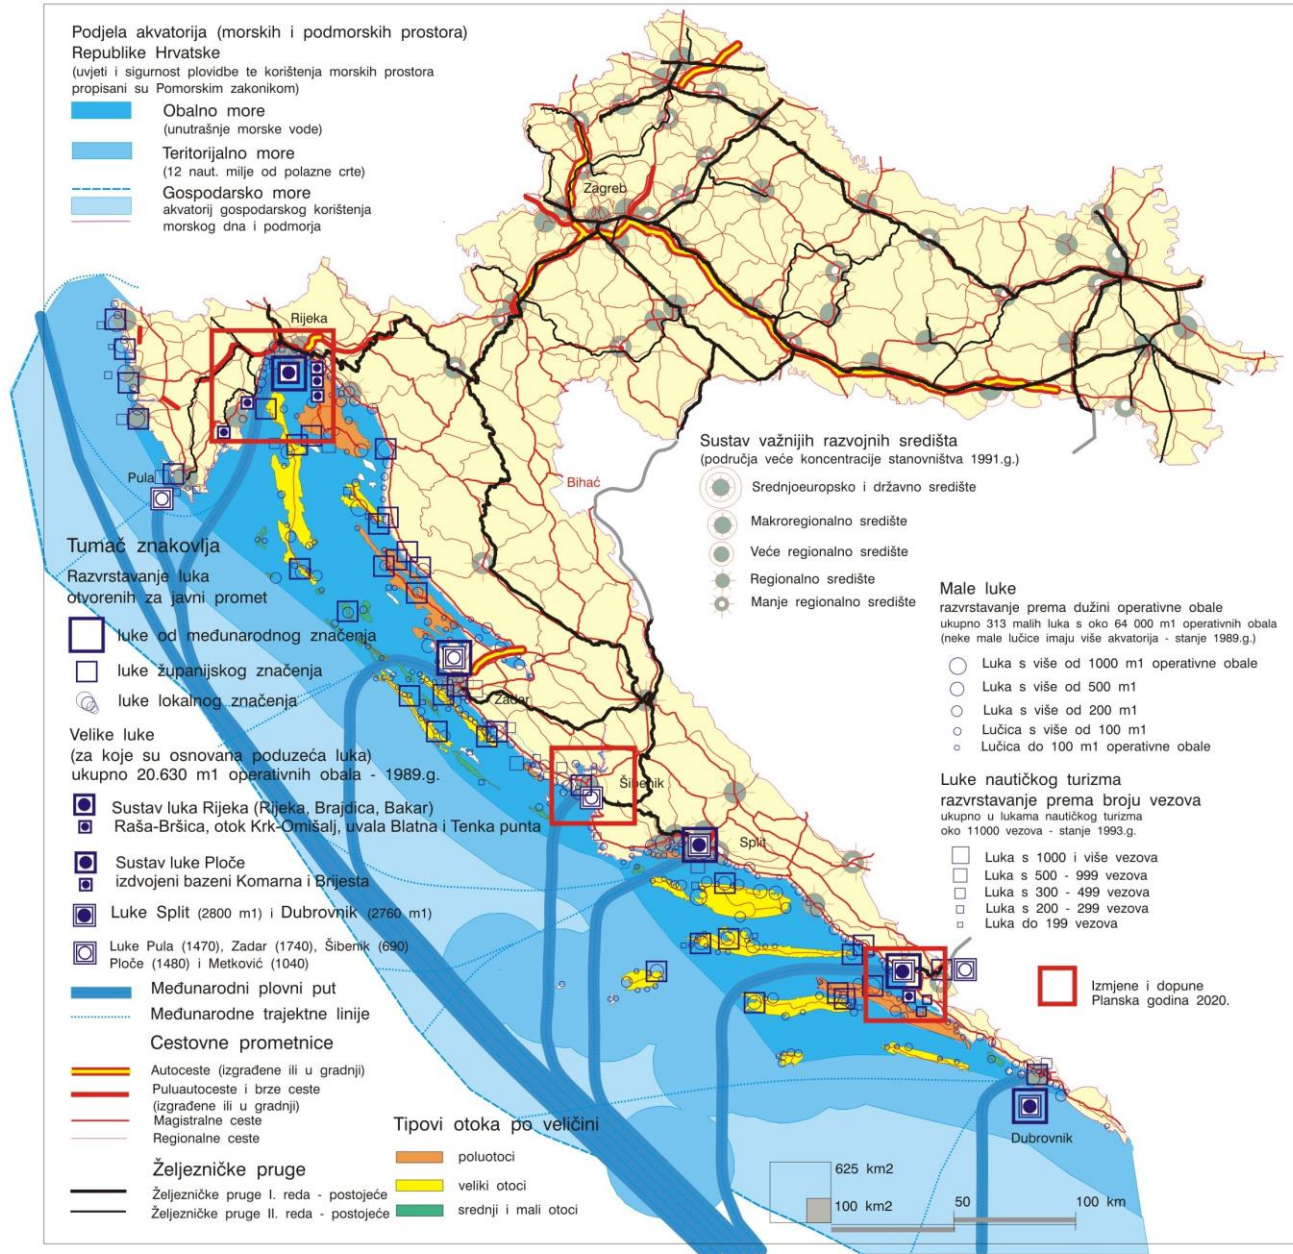 Podjela akvatorija (morskih i podmorskih prostora)
Republike Hrvatske
(uvjeti i sigurnost plovidbe te korištenja morskih prostora
propisani su Pomorskim zakonikom)
Obalno more
(unutrašnje morske vode)
Teritorijalno more
(12 naut. milje od polazne crte)
Gospodarsko more
akvatorij gospodarskog korištenja
morskog dna i podmorja
Zagreb
Rijeka
Pula
Bihać
Zadar
Šibenik
Split
Dubrovnik
Sustav važnijih razvojnih središta
(područja veće koncentracije stanovništva 1991.g.)
Srednjoeuropsko i državno središte
Makroregionalno središte
Veće regionalno središte
Regionalno središte
Manje regionalno središte
Tumač znakovlja
Razvrstavanje luka
otvorenih za javni promet
luke od međunarodnog značenja
luke županijskog značenja
luke lokalnog značenja
Velike luke
(za koje su osnovana poduzeća luka)
ukupno 20.630 m1 operativnih obala - 1989.g.
Sustav luka Rijeka (Rijeka, Brajdica, Bakar)
Raša-Bršica, otok Krk-Omišalj, uvala Blatna i Tenka punta
Sustav luke Ploče
izdvojeni bazeni Komarna i Brijesta
Luke Split (2800 m1) i Dubrovnik (2760 m1)
Luke Pula (1470), Zadar (1740), Šibenik (690)
Ploče (1480) i Metković (1040)
Međunarodni plovni put
Međunarodne trajektne linije
Cestovne prometnice
Autoceste (izgrađene ili u gradnji)
Puluautoceste i brze ceste
(izgrađene ili u gradnji)
Magistralne ceste
Regionalne ceste
Željezničke pruge
Željezničke pruge I. reda - postojeće
Željezničke pruge II. reda - postojeće
Tipovi otoka po veličini
poluotoci
veliki otoci
srednji i mali otoci
Male luke
razvrstavanje prema dužini operativne obale
ukupno 313 malih luka s oko 64 000 m1 operativnih obala
(neke male lučice imaju više akvatorija - stanje 1989.g.)
Luka s više od 1000 m1 operativne obale
Luka s više od 500 m1
Luka s više od 200 m1
Lučica s više od 100 m1
Lučica do 100 m1 operativne obale
Luke nautičkog turizma
razvrstavanje prema broju vezova
ukupno u lukama nautičkog turizma
oko 11000 vezova - stanje 1993.g.
Luka s 1000 i više vezova
Luka s 500 - 999 vezova
Luka s 300 - 499 vezova
Luka s 200 - 299 vezova
Luka do 199 vezova
Izmjene i dopune
Planska godina 2020.
625 km2
100 km2
50
100 km